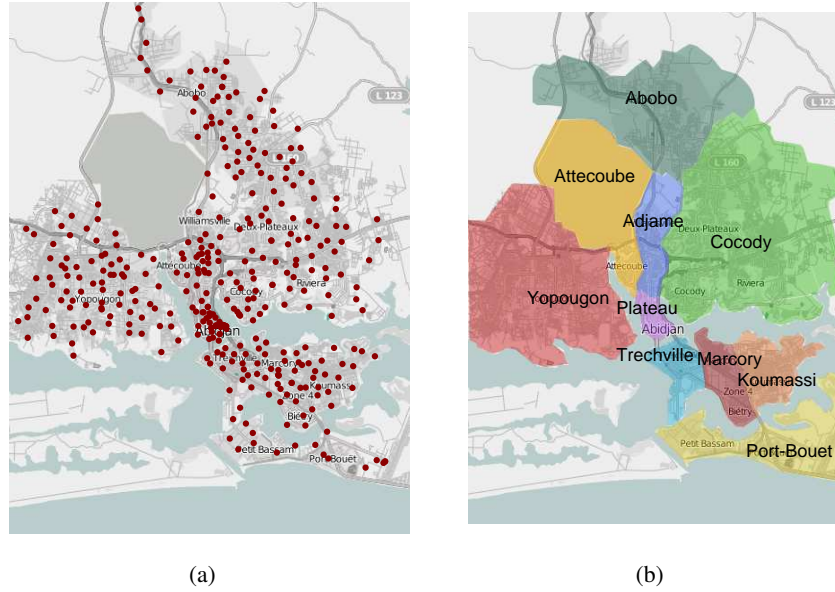 L 123
Abobo
Williamsville
Deux-Plateaux
Attecoube
Yopougon
Cocody
Riviera
Abidjan
Treichville
Marcory
Koumassi
Zone 4
Biétry
Petit Bassam
Port-Bouët
(a)
Abobo
L 123
L 160
Attecoube
Adjame
Deux-Plateaux
Cocody
Attecoube
Yopougon
Cocody
Riviera
Plateau
Abidjan
Trechville
Marcory
Koumassi
Zone 4
Biétry
Petit Bassam
Port-Bouet
(b)